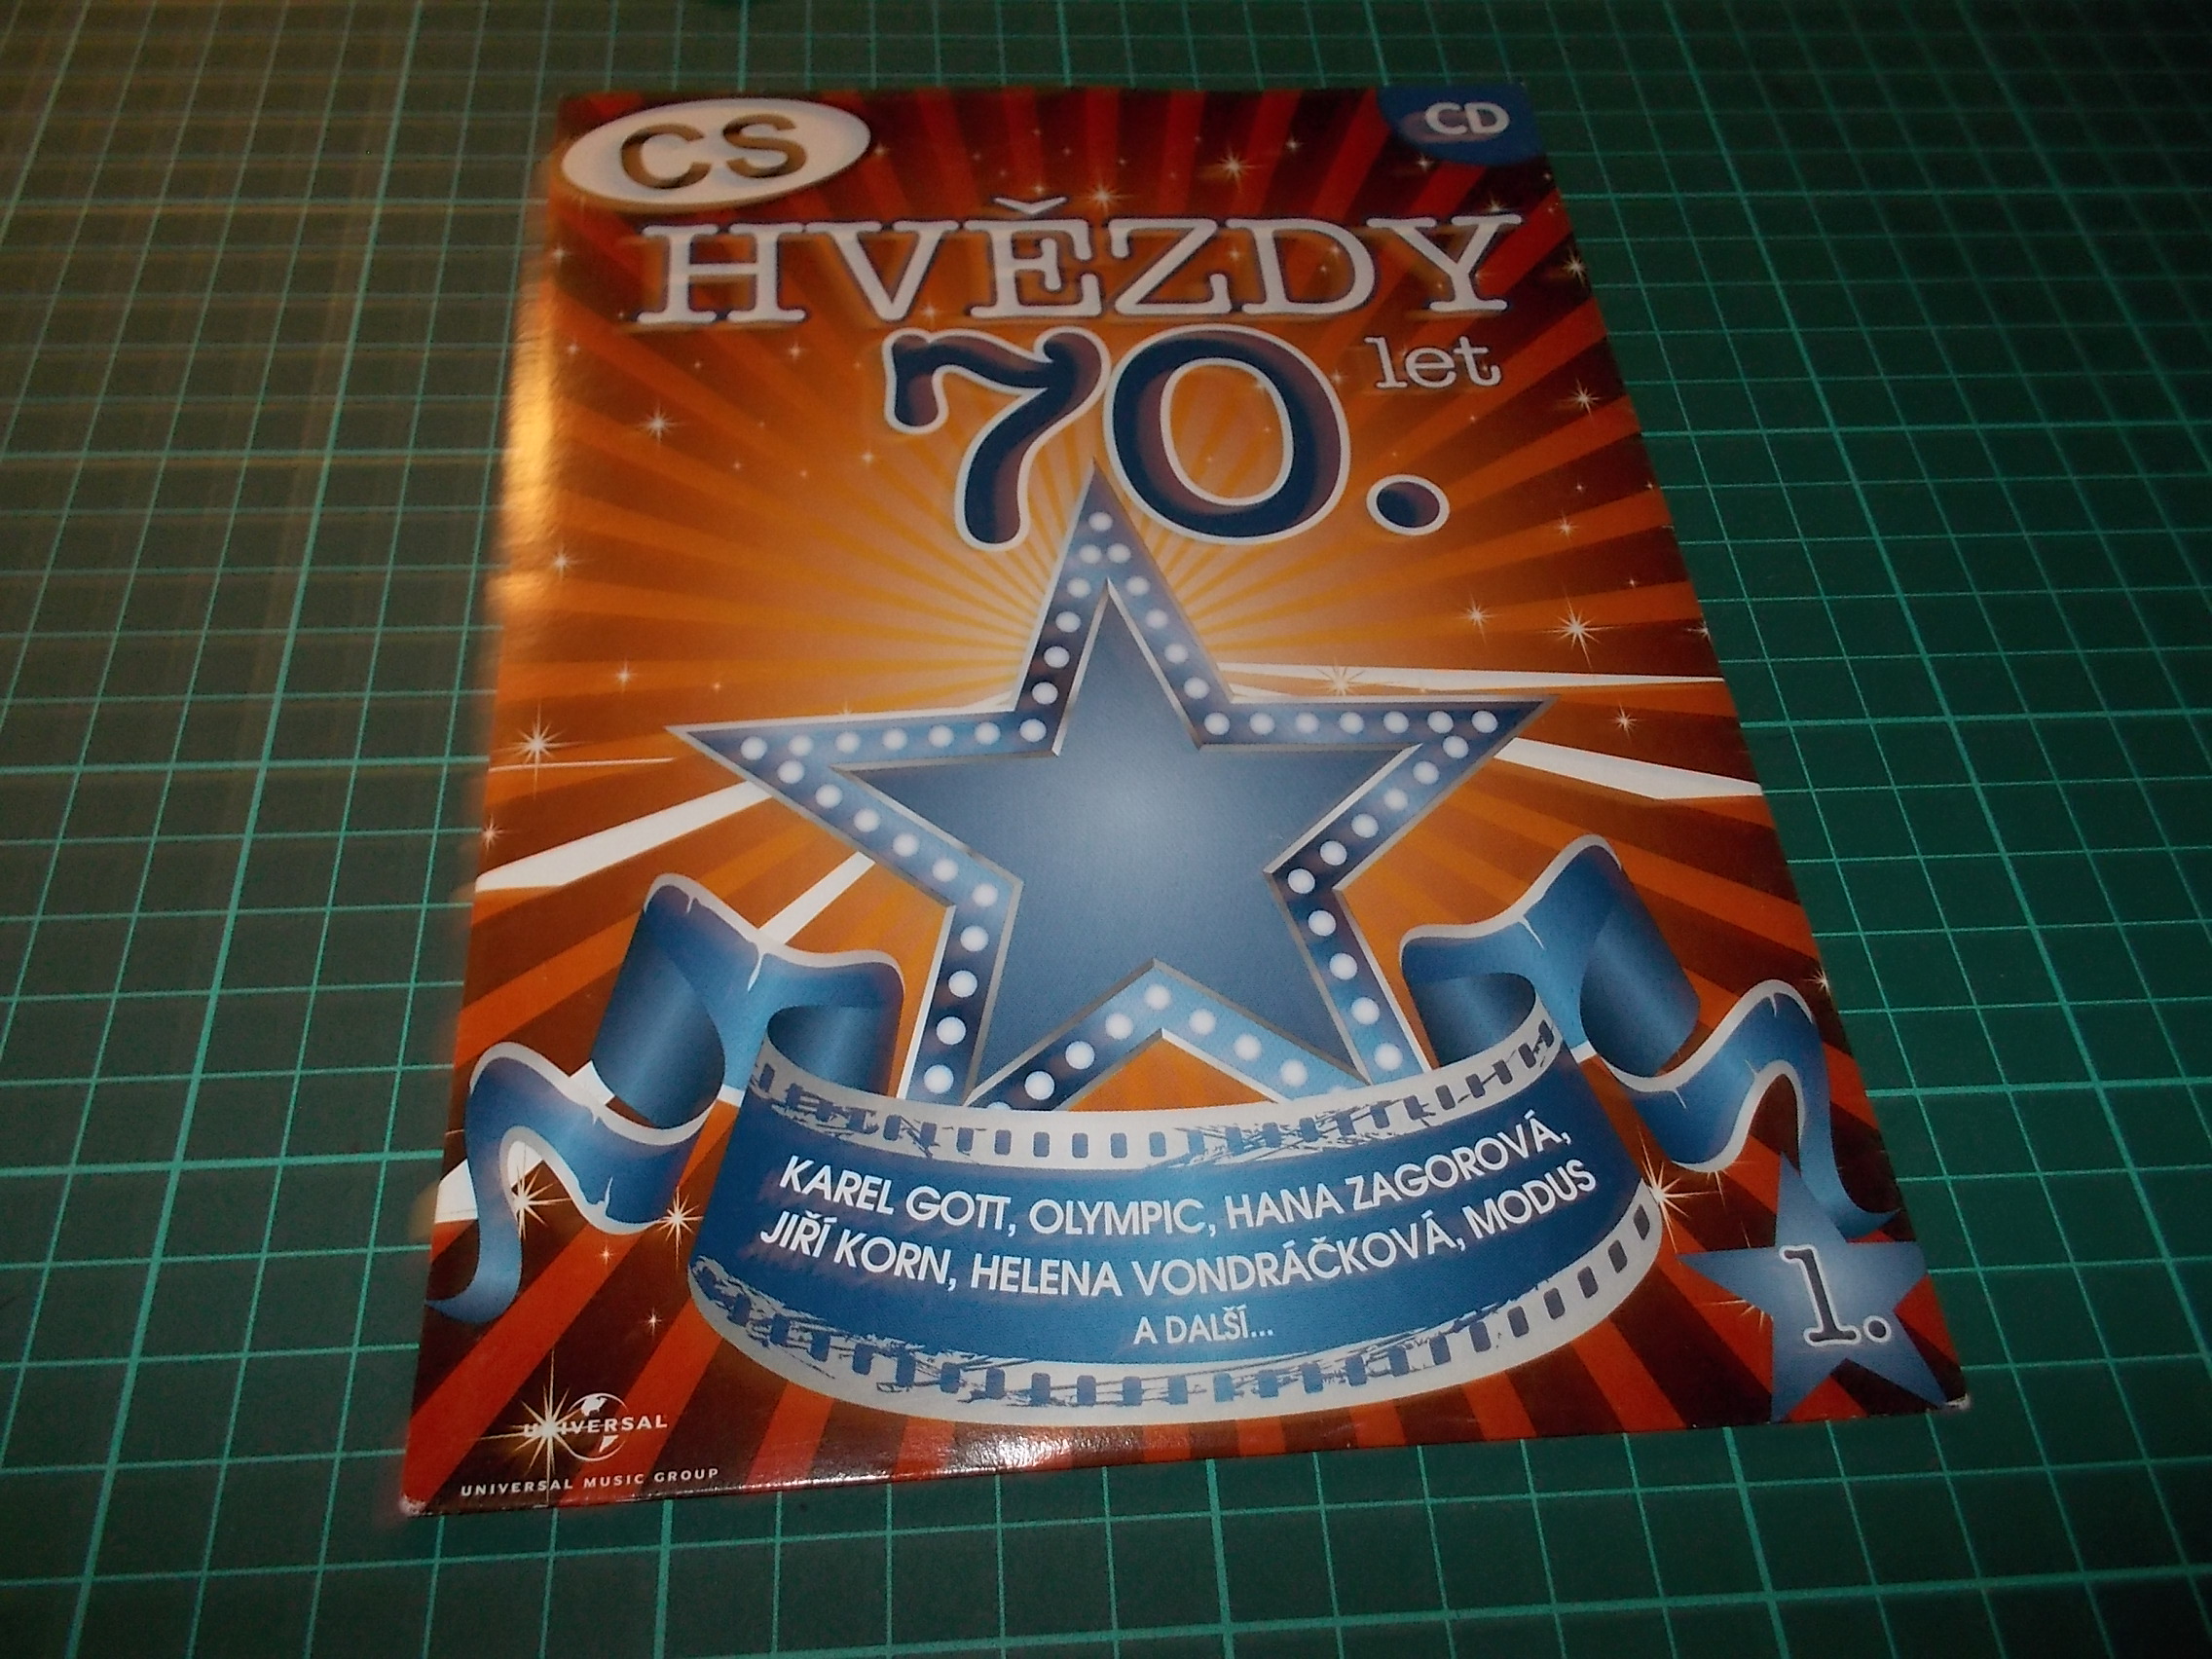 CS
CD
HVĚZDY
70. let
KAREL GOTT, OLYMPIC, HANA ZAGOROVÁ,
JIŘÍ KORN, HELENA VONDRÁČKOVÁ, MODUS
A DALŠÍ...
1.
UNIVERSAL
UNIVERSAL MUSIC GROUP